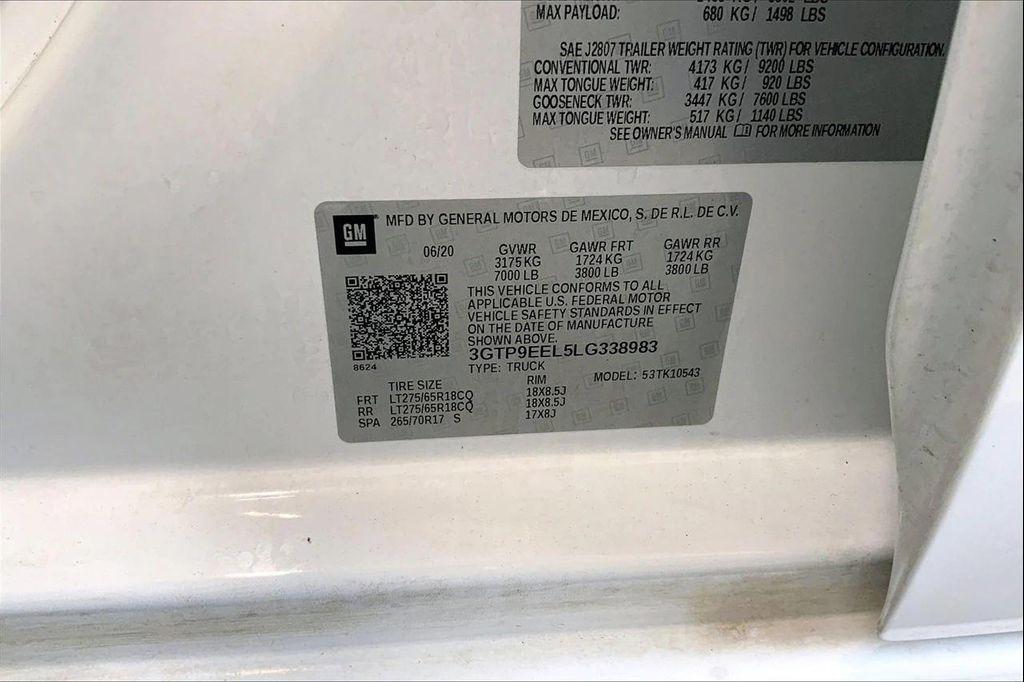 MAX PAYLOAD: 680 KG/ 1498 LBS
SAE J2807 TRAILER WEIGHT RATING (TWR) FOR VEHICLE CONFIGURATION.
CONVENTIONAL TWR: 4173 KG/ 9200 LBS
MAX TONGUE WEIGHT: 417 KG/ 920 LBS
GOOSENECK TWR: 3447 KG/ 7600 LBS
MAX TONGUE WEIGHT: 517 KG/ 1140 LBS
SEE OWNER'S MANUAL FOR MORE INFORMATION
GM MFD BY GENERAL MOTORS DE MEXICO, S. DE R.L. DE C.V.
06/20 GVWR GAWR FRT GAWR RR
3175 KG 1724 KG 1724 KG
7000 LB 3800 LB 3800 LB
THIS VEHICLE CONFORMS TO ALL
APPLICABLE U.S. FEDERAL MOTOR
VEHICLE SAFETY STANDARDS IN EFFECT
ON THE DATE OF MANUFACTURE
SHOWN ABOVE.
3GTP9EEL5LG338983
8624 TYPE: TRUCK
MODEL: 53TK10543
TIRE SIZE RIM
FRT LT275/65R18CQ 18X8.5J
RR LT275/65R18CQ 18X8.5J
SPA 265/70R17 S 17X8J